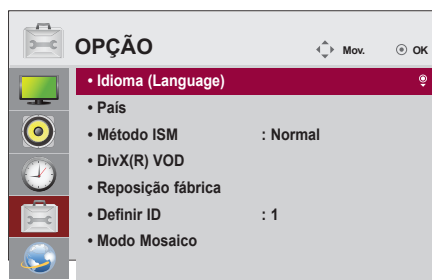 OPÇÃO Mov. OK
• Idioma (Language)
• País
• Método ISM : Normal
• DivX(R) VOD
• Reposição fábrica
• Definir ID : 1
• Modo Mosaico